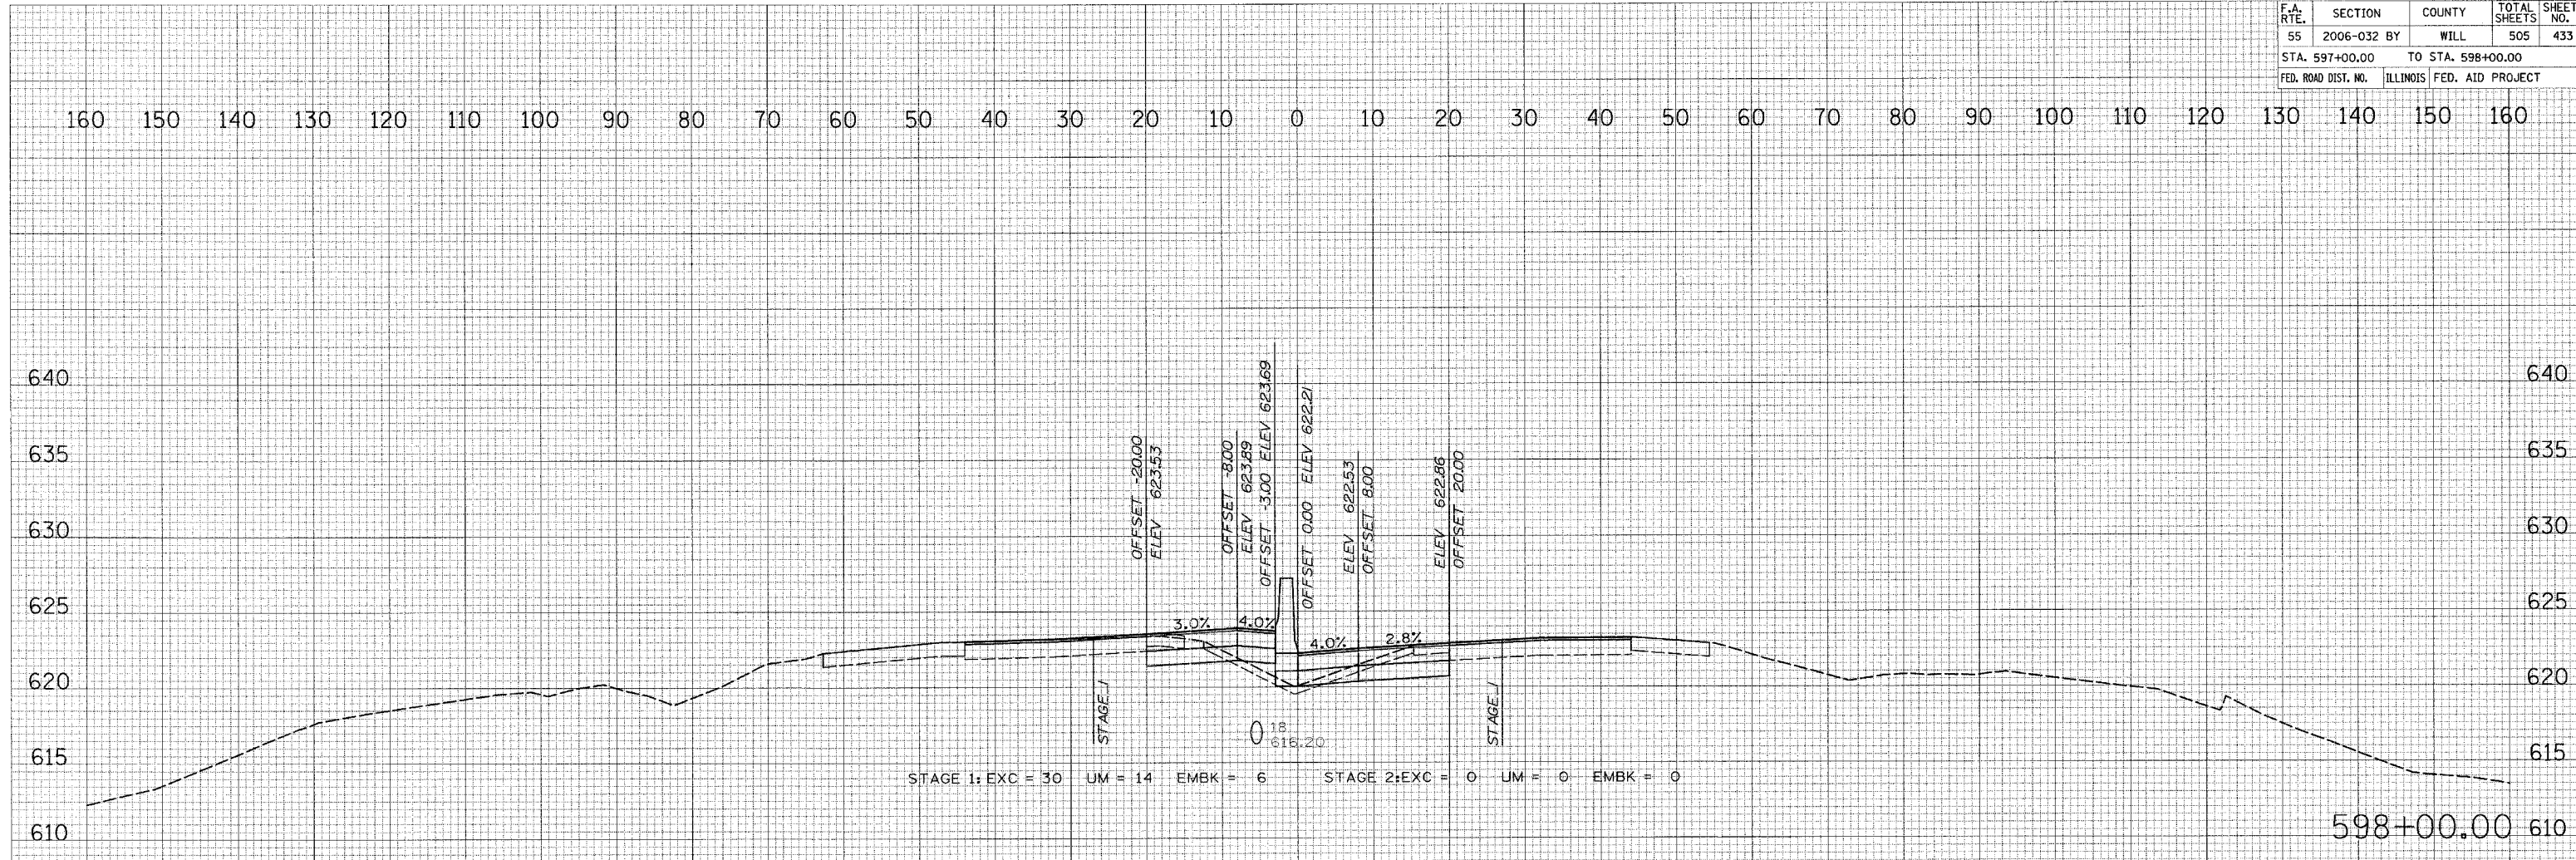 F.A. RTE. SECTION COUNTY TOTAL SHEETS SHEET NO.
55 2006-032 BY WILL 505 433
STA. 597+00.00 TO STA. 598+00.00
FED. ROAD DIST. NO. ILLINOIS FED. AID PROJECT
160 150 140 130 120 110 100 90 80 70 60 50 40 30 20 10 0 10 20 30 40 50 60 70 80 90 100 110 120 130 140 150 160
640 640
635 635
630 630
625 625
620 620
615 615
610 610
OFFSET -20.00
ELEV 623.53
OFFSET -8.00
ELEV 623.89
OFFSET -3.00 ELEV 623.69
OFFSET 0.00 ELEV 622.21
ELEV 622.53
OFFSET 8.00
ELEV 622.86
OFFSET 20.00
3.0% 4.0% 4.0% 2.8%
STAGE 1
STAGE 1
18
616.20
STAGE 1: EXC = 30 UM = 14 EMBK = 6 STAGE 2:EXC = 0 UM = 0 EMBK = 0
598+00.00